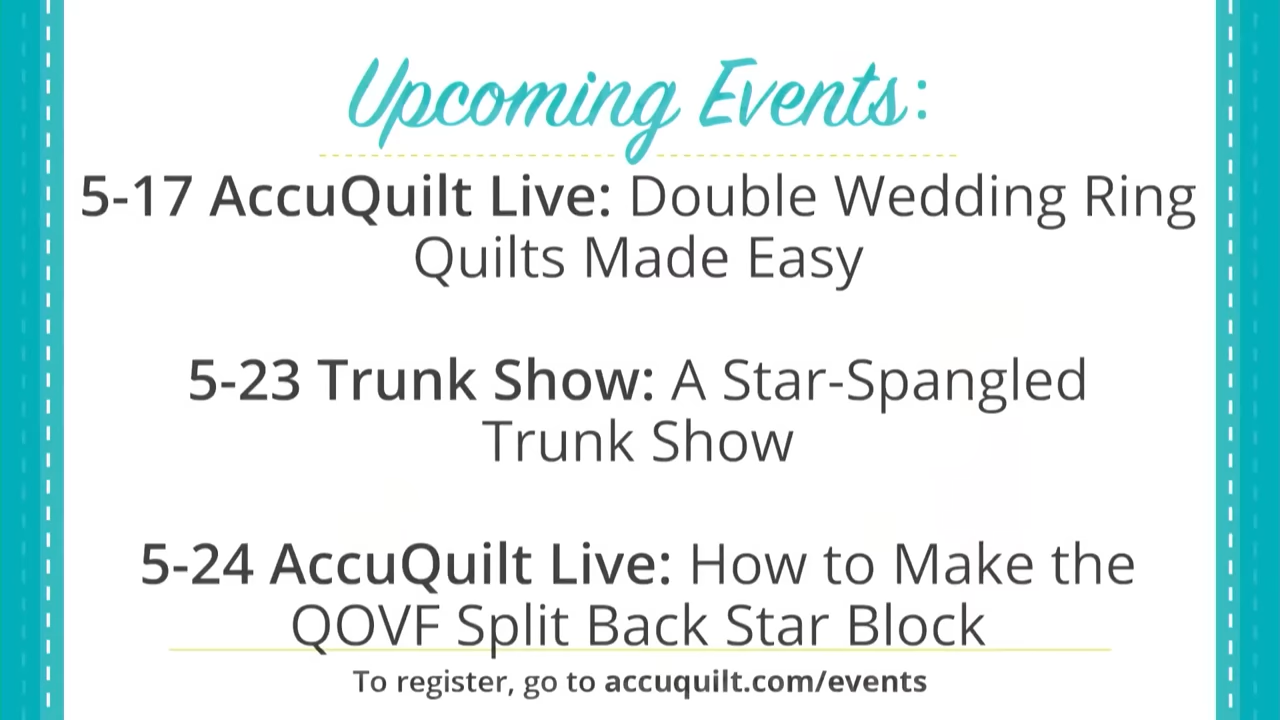 Upcoming Events:
5-17 AccuQuilt Live: Double Wedding Ring
Quilts Made Easy
5-23 Trunk Show: A Star-Spangled
Trunk Show
5-24 AccuQuilt Live: How to Make the
QOVF Split Back Star Block
To register, go to accuquilt.com/events